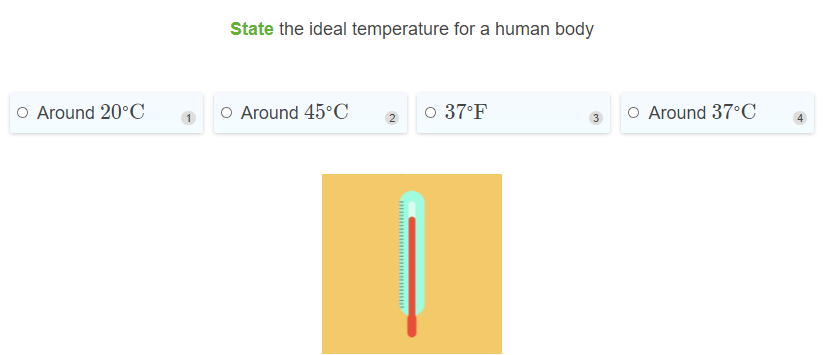 State the ideal temperature for a human body
Around 20°C 1
Around 45°C 2
37°F 3
Around 37°C 4